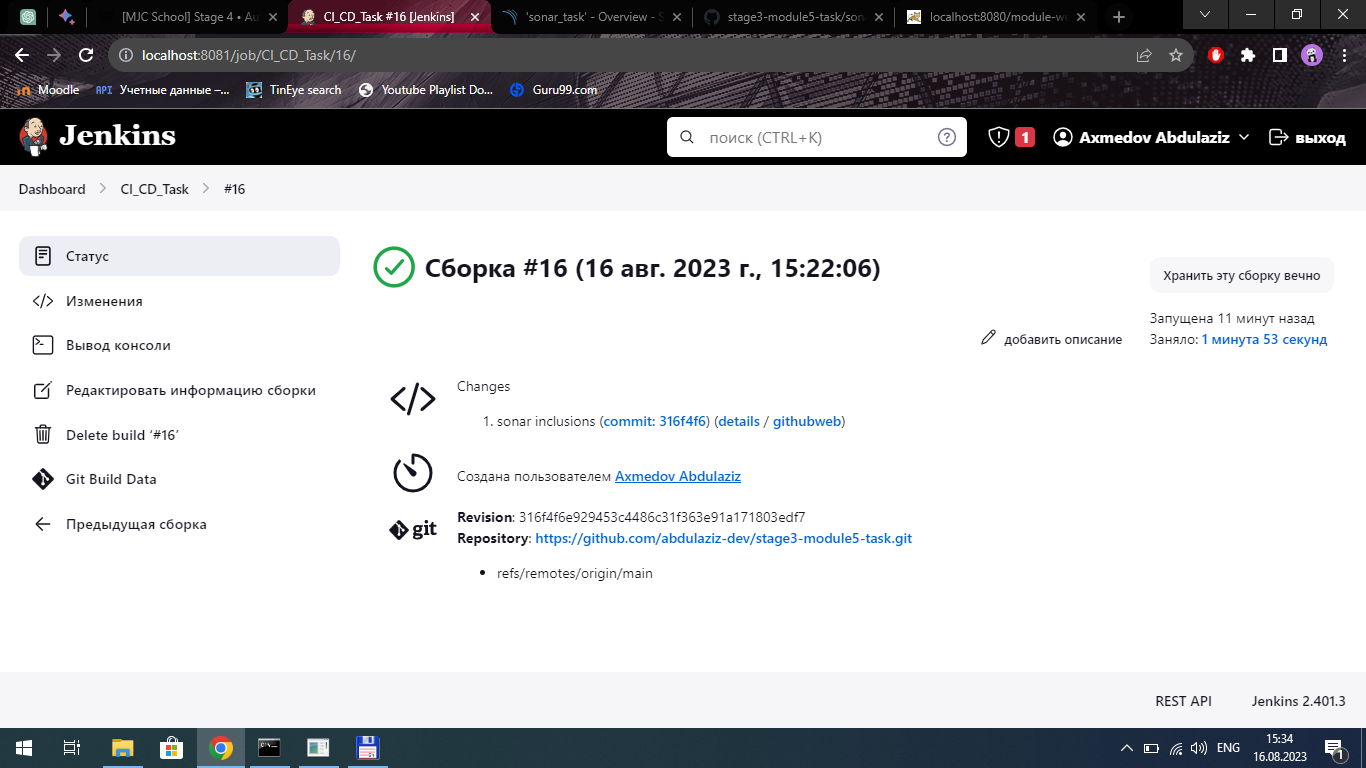 [MJC School] Stage 4 • Au
CI_CD_Task #16 [Jenkins]
'sonar_task' - Overview - S
stage3-module5-task/son
localhost:8080/module-we
localhost:8081/job/CI_CD_Task/16/
Moodle
API Учетные данные –...
TinEye search
Youtube Playlist Do...
Guru99.com
Jenkins
поиск (CTRL+K)
1
Axmedov Abdulaziz
выход
Dashboard
CI_CD_Task
#16
Статус
Изменения
Вывод консоли
Редактировать информацию сборки
Delete build ‘#16’
Git Build Data
Предыдущая сборка
Сборка #16 (16 авг. 2023 г., 15:22:06)
Хранить эту сборку вечно
добавить описание
Запущена 11 минут назад
Заняло: 1 минута 53 секунд
Changes
1. sonar inclusions (commit: 316f4f6) (details / githubweb)
Создана пользователем Axmedov Abdulaziz
git
Revision: 316f4f6e929453c4486c31f363e91a171803edf7
Repository: https://github.com/abdulaziz-dev/stage3-module5-task.git
• refs/remotes/origin/main
REST API
Jenkins 2.401.3
ENG
15:34
16.08.2023
1